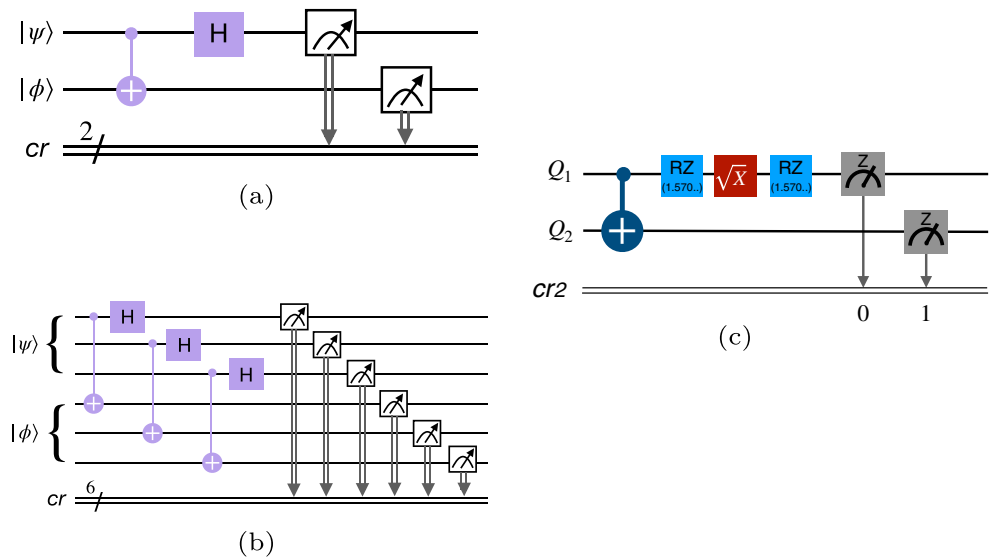 |ψ⟩ H
|ϕ⟩
2
cr
(a)
|ψ⟩ { H
H
H
|ϕ⟩ {
6
cr
(b)
Q₁ RZ (1.570..) √X RZ (1.570..) Z
Q₂ Z
cr2
0 1
(c)